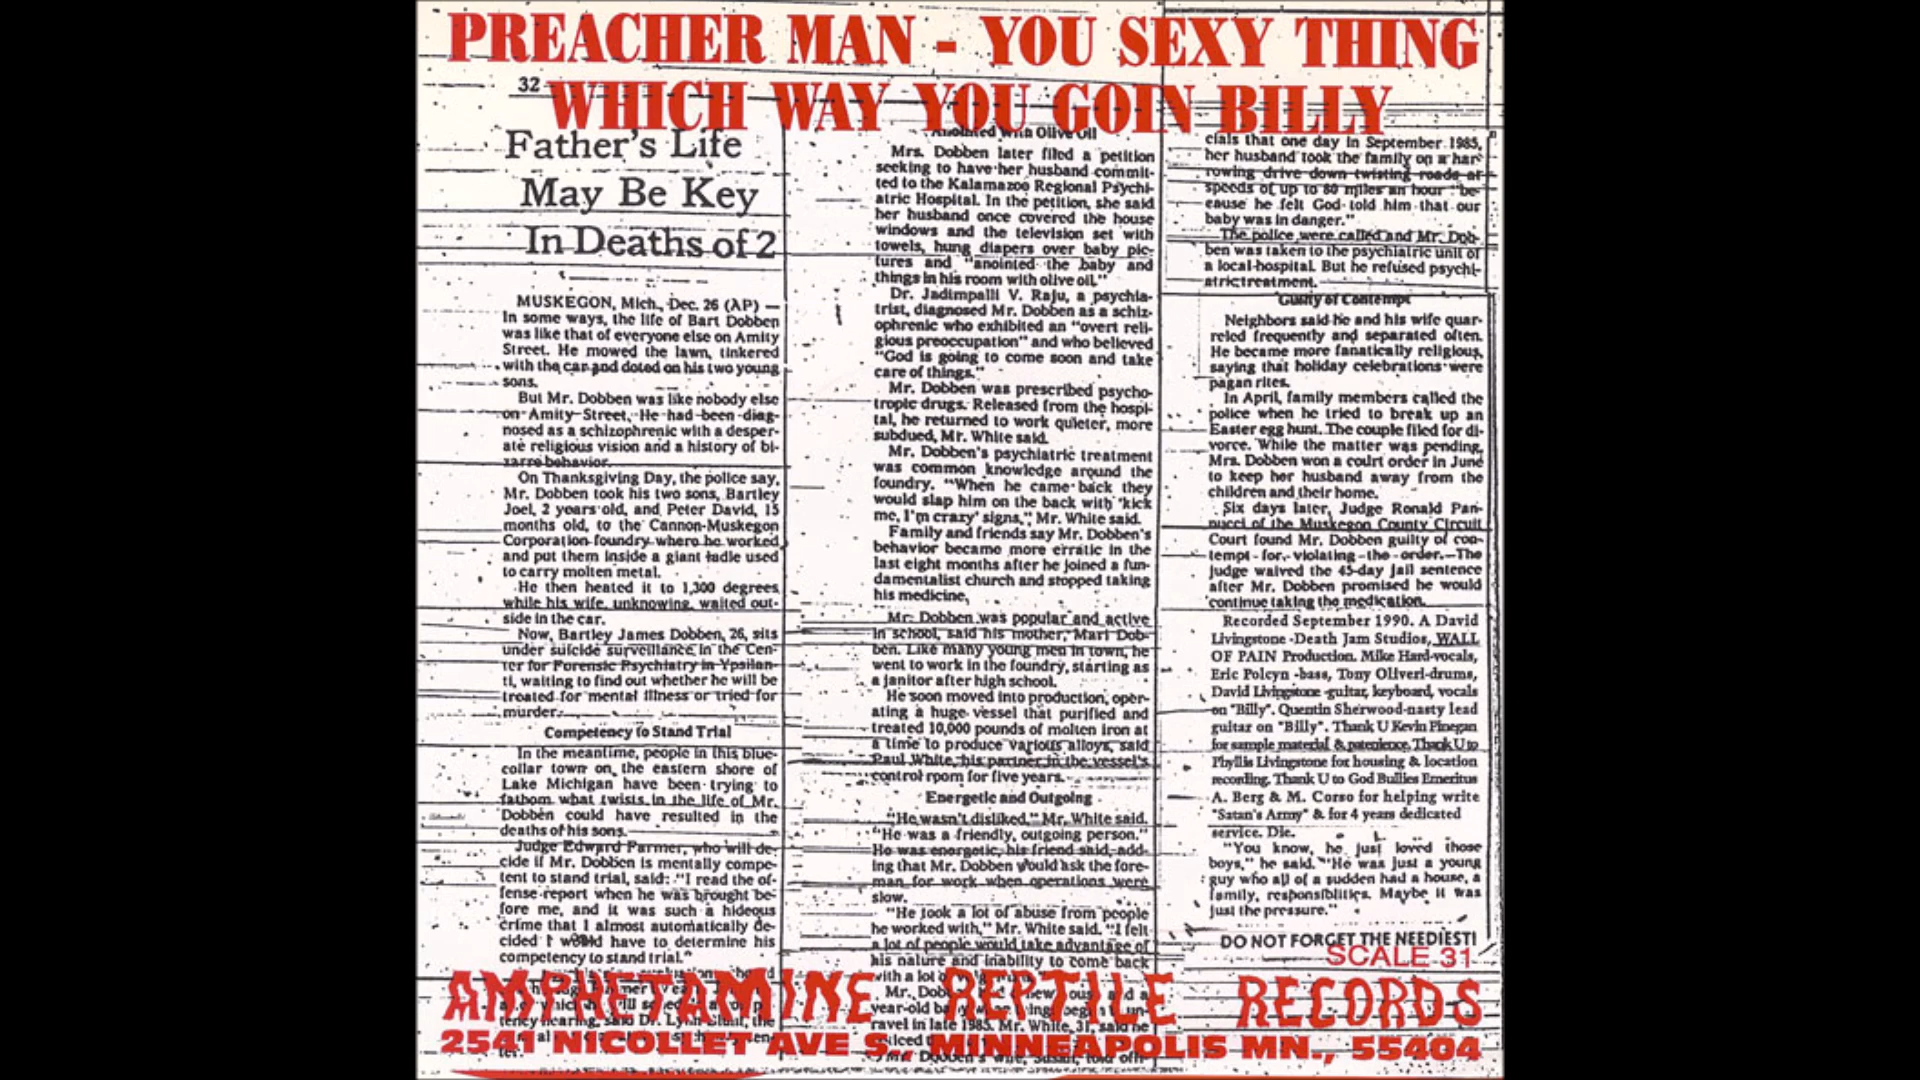 PREACHER MAN - YOU SEXY THING
WHICH WAY YOU GOIN BILLY
32
Father's Life
May Be Key
In Deaths of 2
MUSKEGON, Mich., Dec. 26 (AP) —
In some ways, the life of Bart Dobben
was like that of everyone else on Amity
Street. He mowed the lawn, tinkered
with the car and doted on his two young
sons.
But Mr. Dobben was like nobody else
on Amity Street. He had been diag-
nosed as a schizophrenic with a desper-
ate religious vision and a history of bi-
zarre behavior.
On Thanksgiving Day, the police say,
Mr. Dobben took his two sons, Bartley
Joel, 2 years old, and Peter David, 15
months old, to the Cannon-Muskegon
Corporation foundry where he worked
and put them inside a giant ladle used
to carry molten metal.
He then heated it to 1,300 degrees
while his wife, unknowing, waited out-
side in the car.
Now, Bartley James Dobben, 26, sits
under suicide surveillance in the Cen-
ter for Forensic Psychiatry in Ypsilan-
ti, waiting to find out whether he will be
treated for mental illness or tried for
murder.
Competency to Stand Trial
In the meantime, people in this blue-
collar town on the eastern shore of
Lake Michigan have been trying to
fathom what twists in the life of Mr.
Dobben could have resulted in the
deaths of his sons.
Judge Edward Farmer, who will de-
cide if Mr. Dobben is mentally compe-
tent to stand trial, said: "I read the of-
fense report when he was brought be-
fore me, and it was such a hideous
crime that I almost automatically de-
cided I would have to determine his
competency to stand trial."
tency hearing, said Dr. the
Anointed With Olive Oil
Mrs. Dobben later filed a petition
seeking to have her husband commit-
ted to the Kalamazoo Regional Psychi-
atric Hospital. In the petition, she said
her husband once covered the house
windows and the television set with
towels, hung diapers over baby pic-
tures and "anointed the baby and
things in his room with olive oil."
Dr. Jadimpalli V. Raju, a psychia-
trist, diagnosed Mr. Dobben as a schiz-
ophrenic who exhibited an "overt reli-
gious preoccupation" and who believed
"God is going to come soon and take
care of things."
Mr. Dobben was prescribed psycho-
tropic drugs. Released from the hospi-
tal, he returned to work quieter, more
subdued, Mr. White said.
Mr. Dobben's psychiatric treatment
was common knowledge around the
foundry. "When he came back they
would slap him on the back with 'kick
me, I'm crazy' signs," Mr. White said.
Family and friends say Mr. Dobben's
behavior became more erratic in the
last eight months after he joined a fun-
damentalist church and stopped taking
his medicine.
Mr. Dobben was popular and active
in school, said his mother, Mari Dob-
ben. Like many young men in town, he
went to work in the foundry, starting as
a janitor after high school.
He soon moved into production, oper-
ating a huge vessel that purified and
treated 10,000 pounds of molten iron at
a time to produce various alloys, said
Paul White, his partner in the vessel's
control room for five years.
Energetic and Outgoing
"He wasn't disliked," Mr. White said.
"He was a friendly, outgoing person."
He was energetic, his friend said, add-
ing that Mr. Dobben would ask the fore-
man for work when operations were
slow.
"He took a lot of abuse from people
he worked with," Mr. White said. "I felt
a lot of people would take advantage of
his nature and inability to come back
with a lot
Mr.
year-old
ravel in late 1985. Mr. White, 31, said he
Dobben's wife, Susan, told offi-
cials that one day in September 1985,
her husband took the family on a har-
rowing drive down twisting roads at
speeds of up to 80 miles an hour "be-
cause he felt God told him that our
baby was in danger."
The police were called and Mr. Dob-
ben was taken to the psychiatric unit of
a local hospital. But he refused psychi-
atric treatment.
Guilty of Contempt
Neighbors said he and his wife quar-
reled frequently and separated often.
He became more fanatically religious,
saying that holiday celebrations were
pagan rites.
In April, family members called the
police when he tried to break up an
Easter egg hunt. The couple filed for di-
vorce. While the matter was pending,
Mrs. Dobben won a court order in June
to keep her husband away from the
children and their home.
Six days later, Judge Ronald Pan-
nucci of the Muskegon County Circuit
Court found Mr. Dobben guilty of con-
tempt for violating the order. The
judge waived the 45-day jail sentence
after Mr. Dobben promised he would
continue taking the medication.
Recorded September 1990. A David
Livingstone -Death Jam Studios, WALL
OF PAIN Production. Mike Hard-vocals,
Eric Polcyn -bass, Tony Oliveri-drums,
David Livingstone -guitar, keyboard, vocals
on "Billy". Quentin Sherwood-nasty lead
guitar on "Billy". Thank U Kevin Finegan
for sample material & patenience. Thank U to
Phyllis Livingstone for housing & location
recording. Thank U to God Bullies Emeritus
A. Berg & M. Corso for helping write
"Satan's Army" & for 4 years dedicated
service. Die.
"You know, he just loved those
boys," he said. "He was just a young
guy who all of a sudden had a house, a
family, responsibilities. Maybe it was
just the pressure."
DO NOT FORGET THE NEEDIEST!
SCALE 31
AMPHETAMINE REPTILE RECORDS
2541 NICOLLET AVE S., MINNEAPOLIS MN., 55404